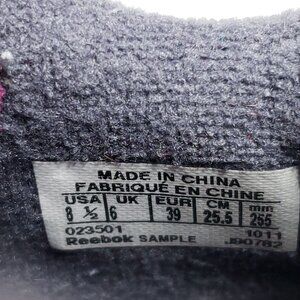 MADE IN CHINA
FABRIQUÉ EN CHINE
USA UK EUR CM mm
8 ½ 6 39 25.5 255
023501 1011
Reebok SAMPLE J90782